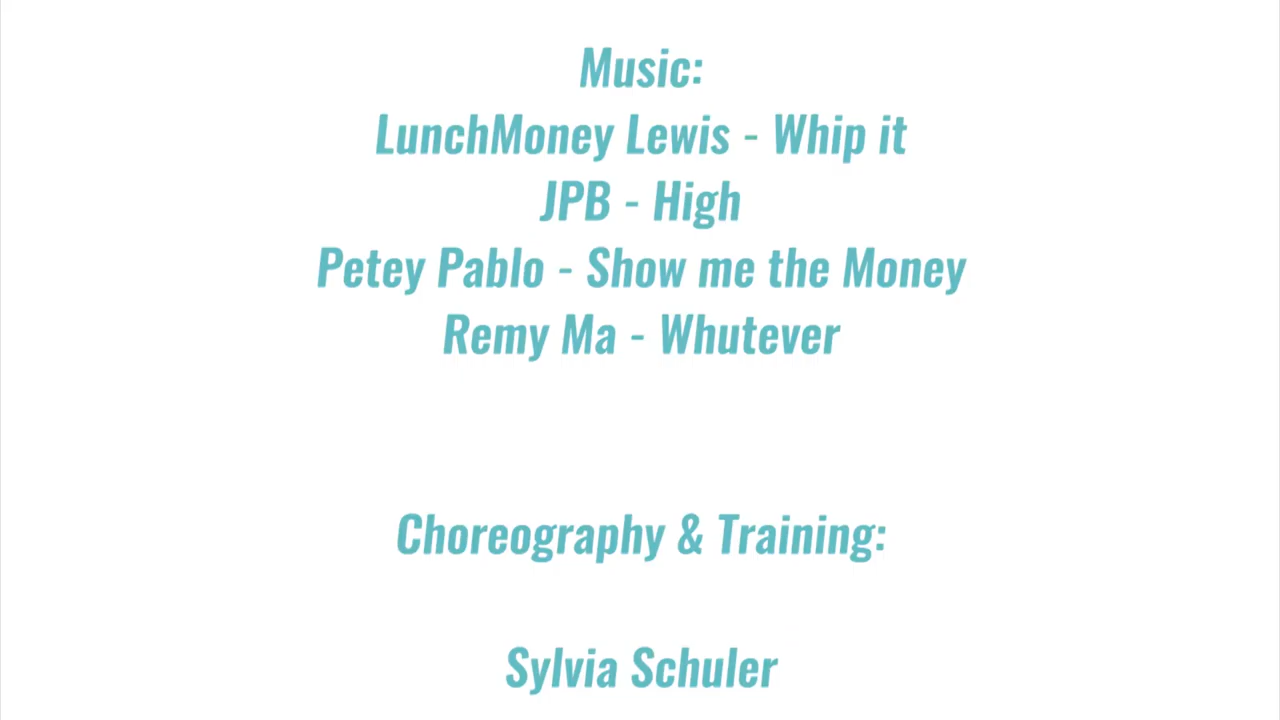 Music:
LunchMoney Lewis - Whip it
JPB - High
Petey Pablo - Show me the Money
Remy Ma - Whutever
Choreography & Training:
Sylvia Schuler